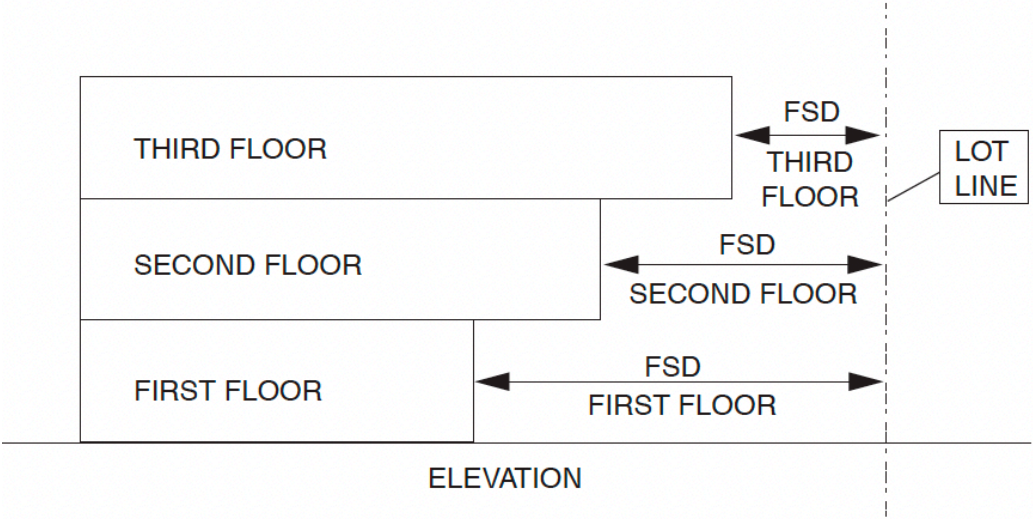 FSD
THIRD FLOOR
THIRD
FLOOR
LOT
LINE
FSD
SECOND FLOOR
SECOND FLOOR
FSD
FIRST FLOOR
FIRST FLOOR
ELEVATION